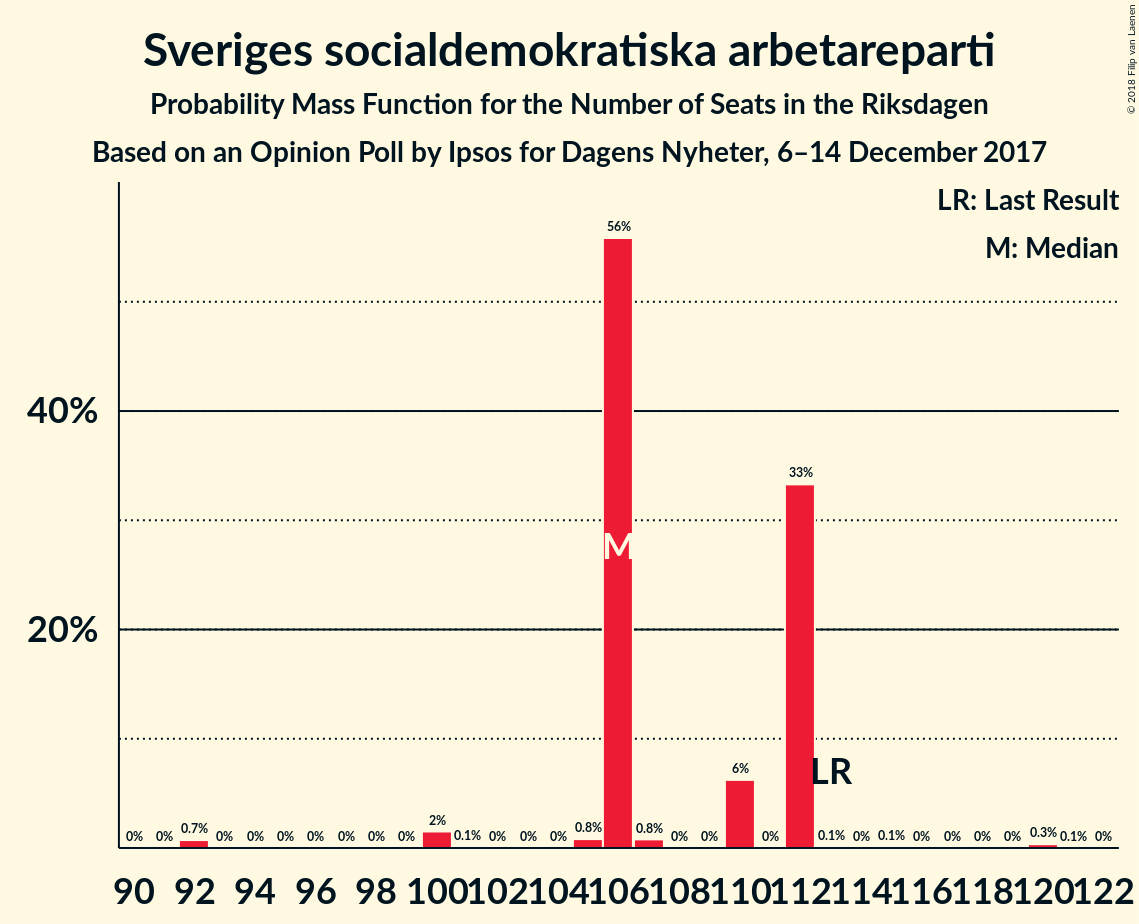 Sveriges socialdemokratiska arbetareparti
Probability Mass Function for the Number of Seats in the Riksdagen
Based on an Opinion Poll by Ipsos for Dagens Nyheter, 6–14 December 2017
© 2018 Filip van Laenen
LR: Last Result
M: Median
40%
20%
0% 0% 0.7% 0% 0% 0% 0% 0% 0% 0% 2% 0.1% 0% 0% 0% 0.8% 56% 0.8% 0% 0% 6% 0% 33% 0.1% 0% 0.1% 0% 0% 0% 0% 0.3% 0.1% 0%
M
LR
90 92 94 96 98 100 102 104 106 108 110 112 114 116 118 120 122